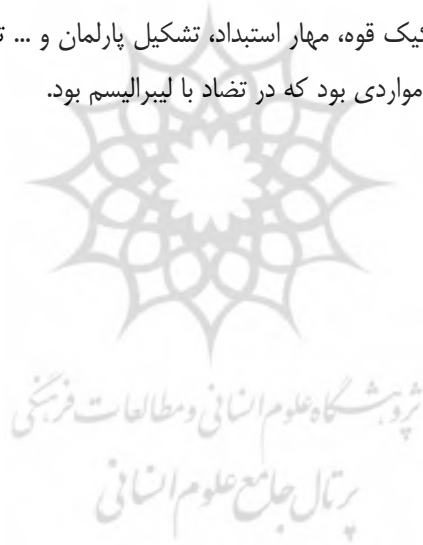 کیک قوه، مهار استبداد، تشکیل پارلمان و ...
مواردی بود که در تضاد با لیبرالیسم بود.
پژوهشگاه علوم انسانی و مطالعات فرهنگی
پرتال جامع علوم انسانی